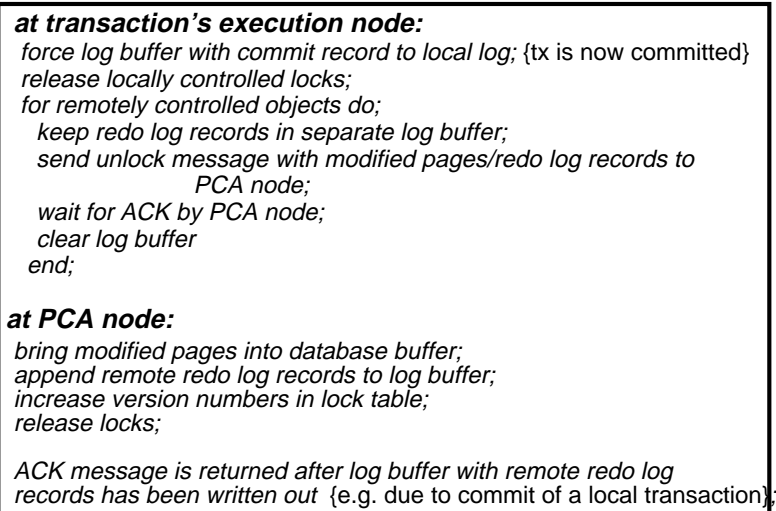 at transaction's execution node:
force log buffer with commit record to local log; {tx is now committed}
release locally controlled locks;
for remotely controlled objects do;
keep redo log records in separate log buffer;
send unlock message with modified pages/redo log records to
PCA node;
wait for ACK by PCA node;
clear log buffer
end;
at PCA node:
bring modified pages into database buffer;
append remote redo log records to log buffer;
increase version numbers in lock table;
release locks;
ACK message is returned after log buffer with remote redo log
records has been written out {e.g. due to commit of a local transaction};